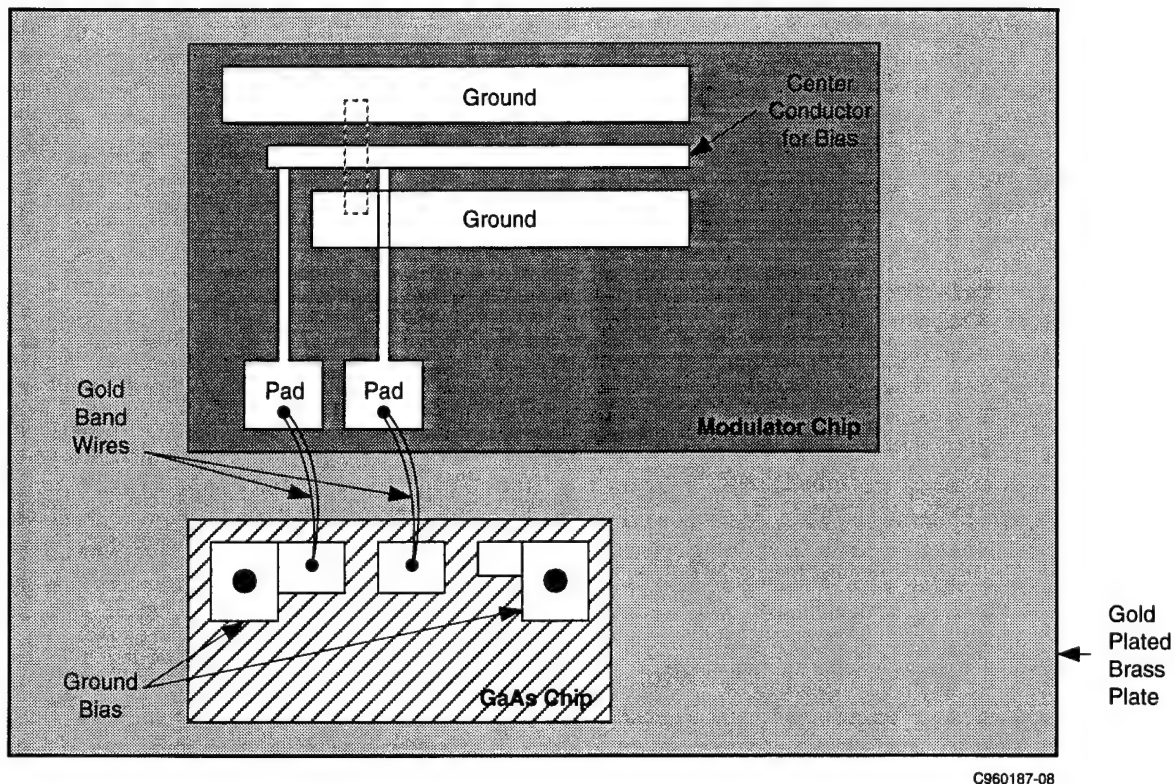 Ground
Center
Conductor
for Bias
Ground
Pad
Pad
Gold
Band
Wires
Modulator Chip
Ground
Bias
GaAs Chip
Gold
Plated
Brass
Plate
C960187-08